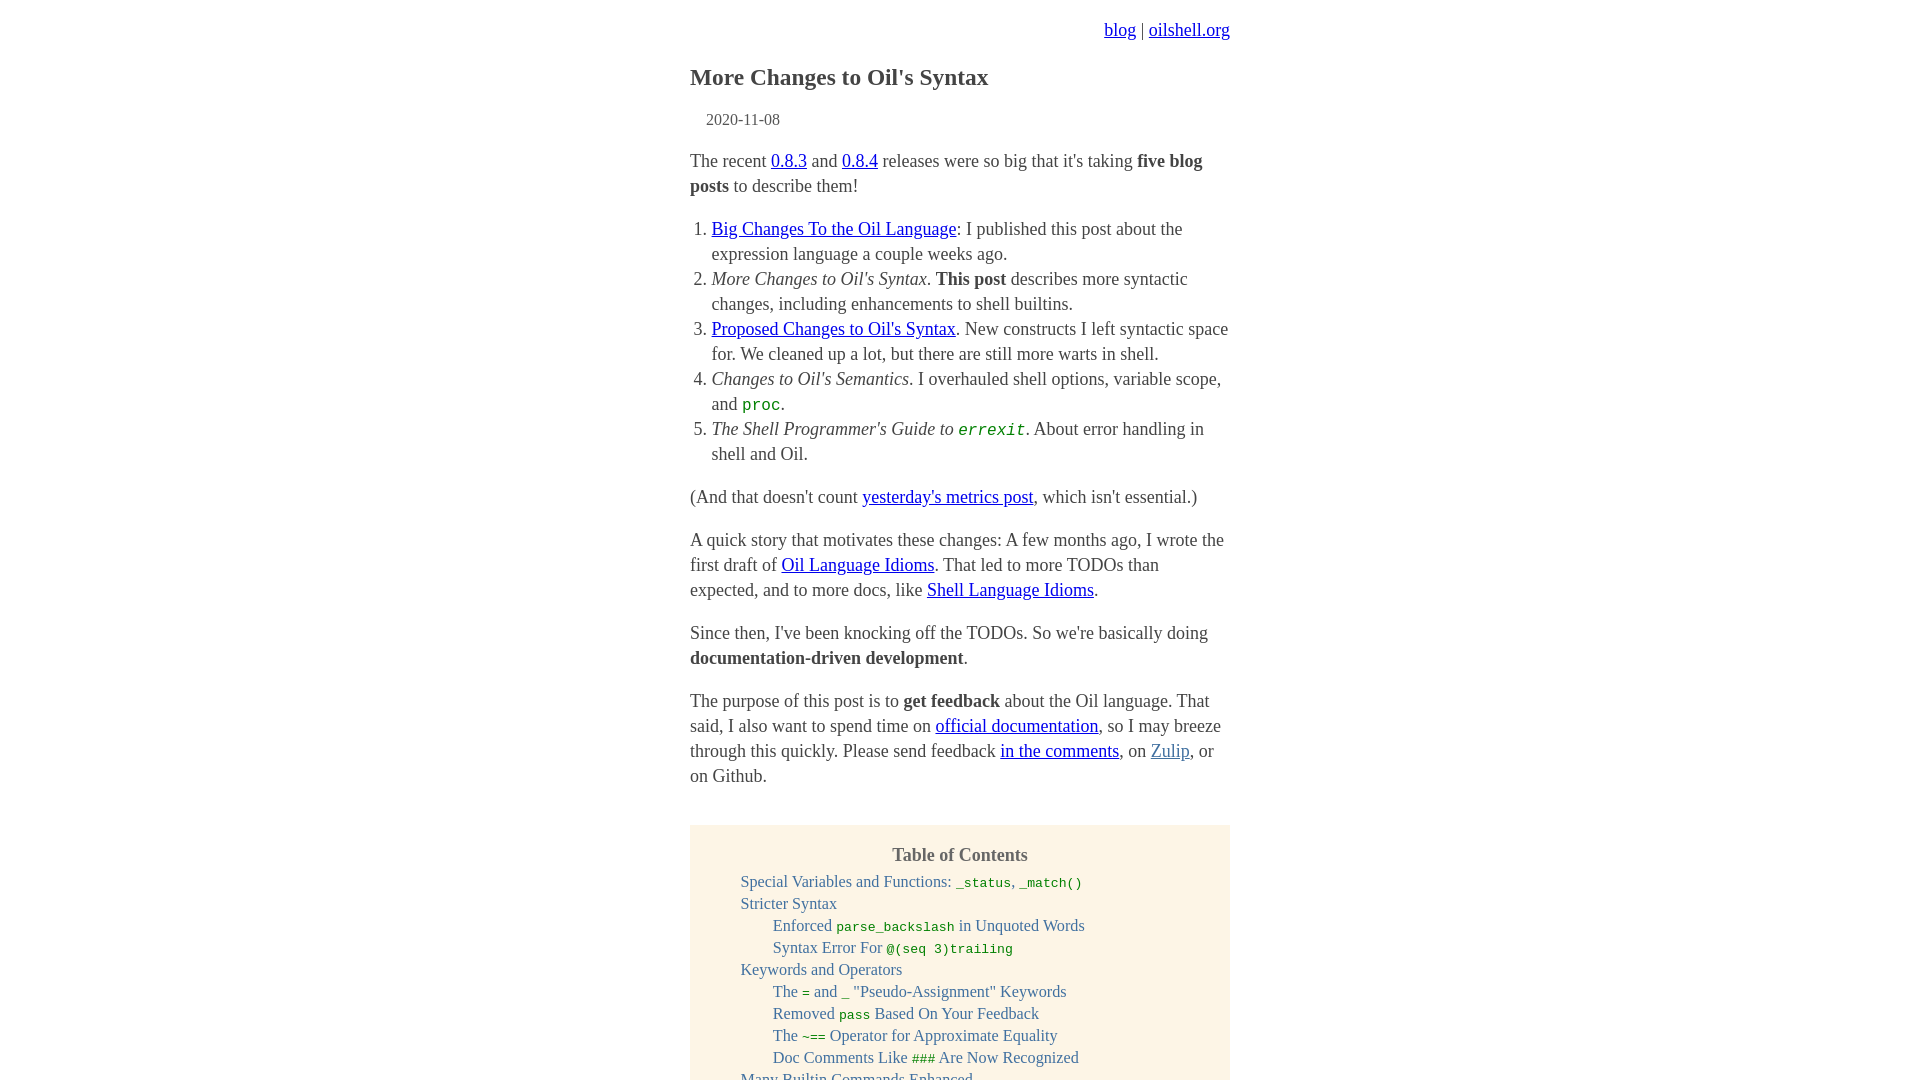 blog | oilshell.org
More Changes to Oil's Syntax
2020-11-08
The recent 0.8.3 and 0.8.4 releases were so big that it's taking five blog
posts to describe them!
1. Big Changes To the Oil Language: I published this post about the
expression language a couple weeks ago.
2. More Changes to Oil's Syntax. This post describes more syntactic
changes, including enhancements to shell builtins.
3. Proposed Changes to Oil's Syntax. New constructs I left syntactic space
for. We cleaned up a lot, but there are still more warts in shell.
4. Changes to Oil's Semantics. I overhauled shell options, variable scope,
and proc.
5. The Shell Programmer's Guide to errexit. About error handling in
shell and Oil.
(And that doesn't count yesterday's metrics post, which isn't essential.)
A quick story that motivates these changes: A few months ago, I wrote the
first draft of Oil Language Idioms. That led to more TODOs than
expected, and to more docs, like Shell Language Idioms.
Since then, I've been knocking off the TODOs. So we're basically doing
documentation-driven development.
The purpose of this post is to get feedback about the Oil language. That
said, I also want to spend time on official documentation, so I may breeze
through this quickly. Please send feedback in the comments, on Zulip, or
on Github.
Table of Contents
Special Variables and Functions: _status, _match()
Stricter Syntax
Enforced parse_backslash in Unquoted Words
Syntax Error For @(seq 3)trailing
Keywords and Operators
The = and _ "Pseudo-Assignment" Keywords
Removed pass Based On Your Feedback
The ~== Operator for Approximate Equality
Doc Comments Like ### Are Now Recognized
Many Builtin Commands Enhanced